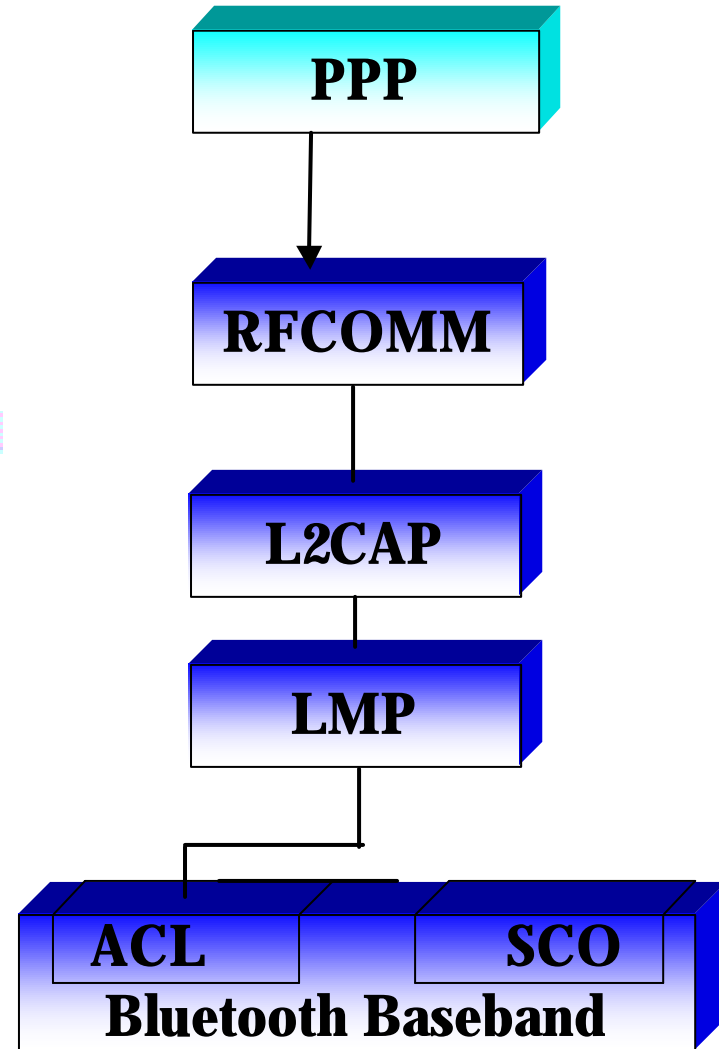 PPP
RFCOMM
L2CAP
LMP
ACL SCO
Bluetooth Baseband